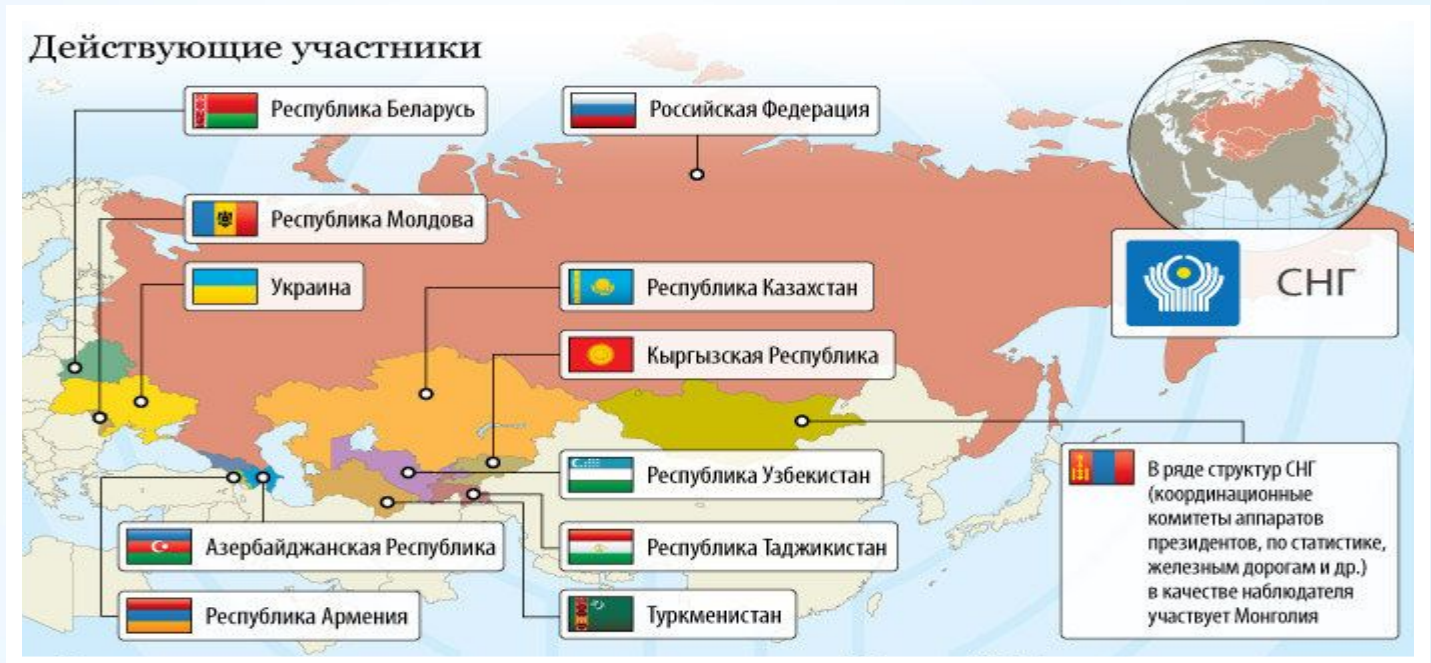 Действующие участники
Республика Беларусь
Российская Федерация
Республика Молдова
СНГ
Украина
Республика Казахстан
Кыргызская Республика
Республика Узбекистан
В ряде структур СНГ
(координационные
комитеты аппаратов
президентов, по статистике,
железным дорогам и др.)
в качестве наблюдателя
участвует Монголия
Азербайджанская Республика
Республика Таджикистан
Республика Армения
Туркменистан